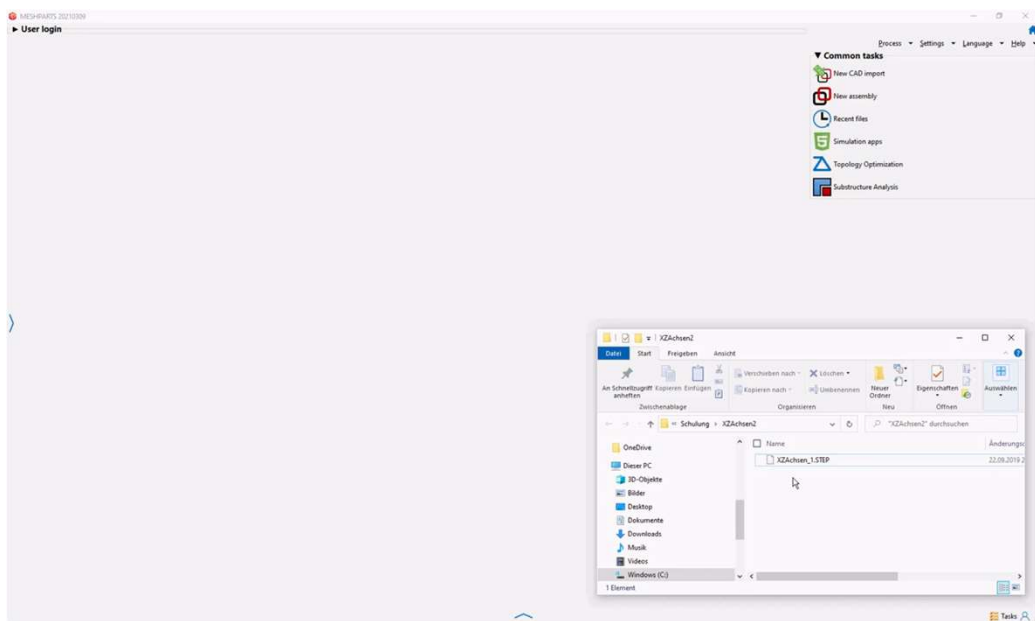 MESHPARTS 20210309
User login
Process Settings Language Help
Common tasks
New CAD import
New assembly
Recent files
Simulation apps
Topology Optimization
Substructure Analysis
XZAchsen2
Datei Start Freigeben Ansicht
An Schnellzugriff anheften
Kopieren Einfügen
Verschieben nach
Kopieren nach
Löschen
Umbenennen
Neuer Ordner
Eigenschaften
Auswählen
Zwischenablage Organisieren Neu Öffnen
Schulung > XZAchsen2
"XZAchsen2" durchsuchen
Name Änderungs
OneDrive
XZAchsen_1.STEP 22.09.2019 2
Dieser PC
3D-Objekte
Bilder
Desktop
Dokumente
Downloads
Musik
Videos
Windows (C:)
1 Element
Tasks